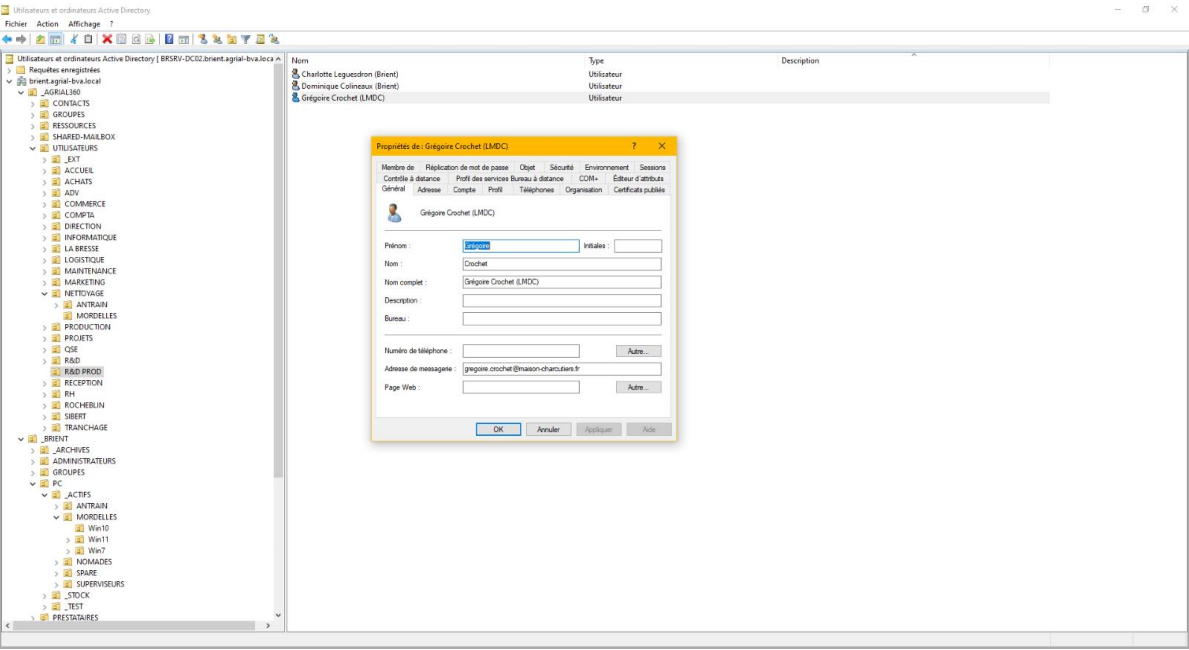 Utilisateurs et ordinateurs Active Directory
Fichier Action Affichage ?
Utilisateurs et ordinateurs Active Directory [ BRSRV-DC02.brient.agrial-bva.loca
Requêtes enregistrées
brient.agrial-bva.local
_AGRIAL360
CONTACTS
GROUPES
RESSOURCES
SHARED-MAILBOX
UTILISATEURS
_EXT
ACCUEIL
ACHATS
ADV
COMMERCE
COMPTA
DIRECTION
INFORMATIQUE
LA BRESSE
LOGISTIQUE
MAINTENANCE
MARKETING
NETTOYAGE
ANTRAIN
MORDELLES
PRODUCTION
PROJETS
QSE
R&D
R&D PROD
RECEPTION
RH
ROCHEBLIN
SIBERT
TRANCHAGE
_BRIENT
_ARCHIVES
ADMINISTRATEURS
GROUPES
PC
_ACTIFS
ANTRAIN
MORDELLES
Win10
Win11
Win7
NOMADES
SPARE
SUPERVISEURS
_STOCK
_TEST
PRESTATAIRES
Nom Type Description
Charlotte Leguesdron (Brient) Utilisateur
Dominique Colineaux (Brient) Utilisateur
Grégoire Crochet (LMDC) Utilisateur
Propriétés de : Grégoire Crochet (LMDC) ?
Membre de Réplication de mot de passe Objet Sécurité Environnement Sessions
Contrôle à distance Profil des services Bureau à distance COM+ Éditeur d'attributs
Général Adresse Compte Profil Téléphones Organisation Certificats publiés
Grégoire Crochet (LMDC)
Prénom : Grégoire Initiales :
Nom : Crochet
Nom complet : Grégoire Crochet (LMDC)
Description :
Bureau :
Numéro de téléphone : Autre...
Adresse de messagerie : gregoire.crochet@maison-charcutiers.fr
Page Web : Autre...
OK Annuler Appliquer Aide